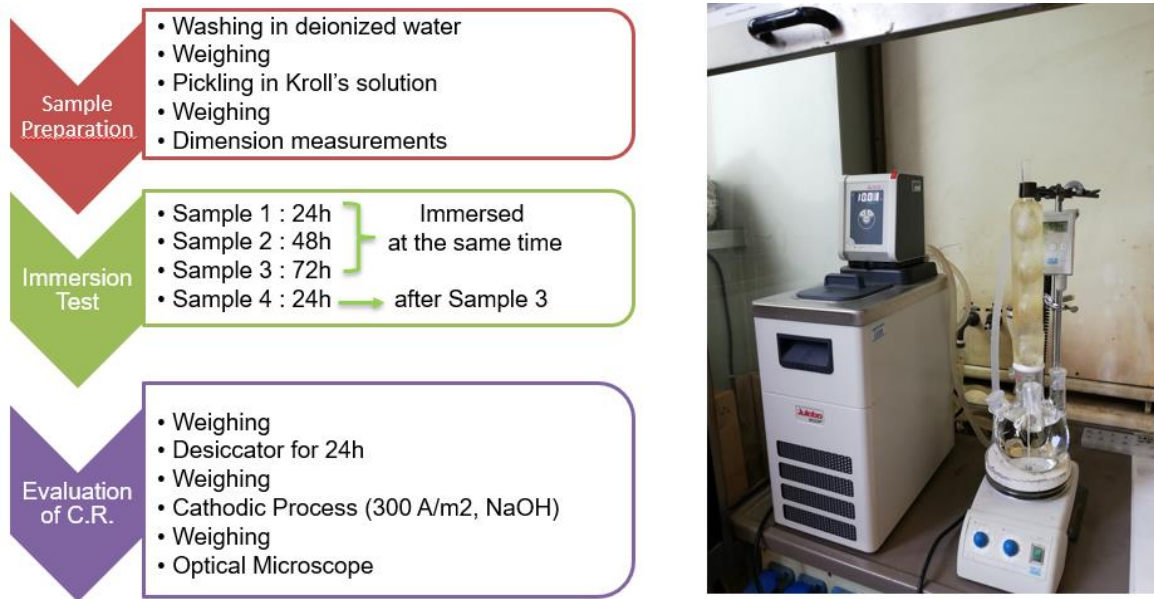 Sample
Preparation
• Washing in deionized water
• Weighing
• Pickling in Kroll's solution
• Weighing
• Dimension measurements
Immersion
Test
• Sample 1 : 24h
• Sample 2 : 48h
• Sample 3 : 72h
Immersed
at the same time
• Sample 4 : 24h
after Sample 3
Evaluation
of C.R.
• Weighing
• Desiccator for 24h
• Weighing
• Cathodic Process (300 A/m2, NaOH)
• Weighing
• Optical Microscope
Julabo